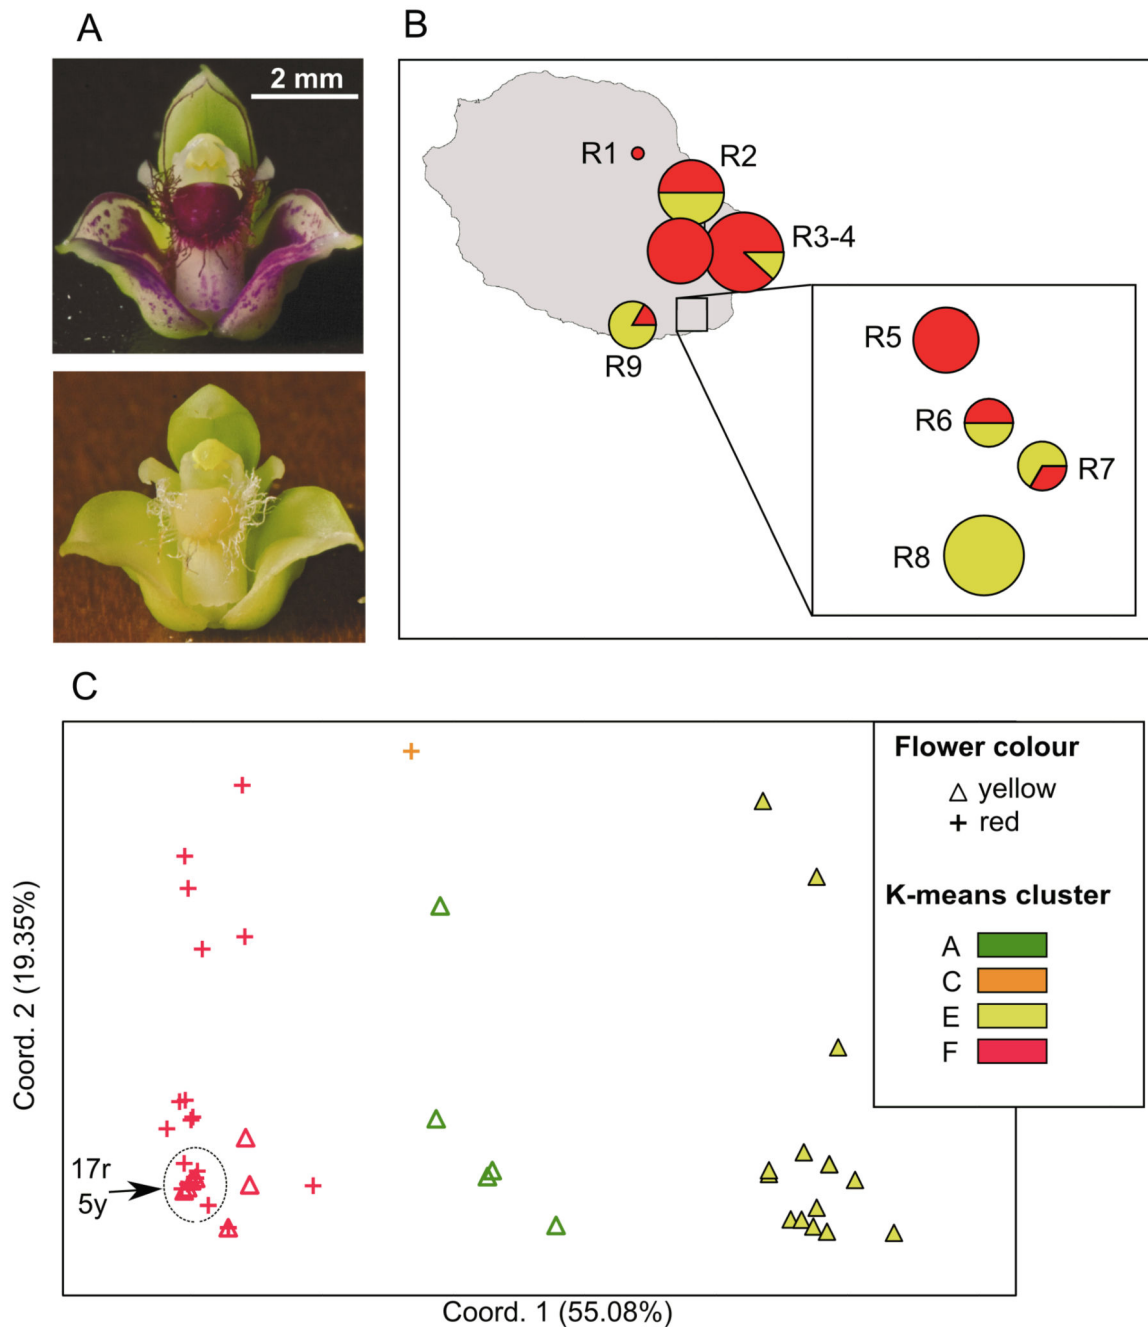 A
2 mm
B
R1
R2
R3-4
R9
R5
R6
R7
R8
C
Flower colour
yellow
red
K-means cluster
A
C
E
F
17r
5y
Coord. 2 (19.35%)
Coord. 1 (55.08%)